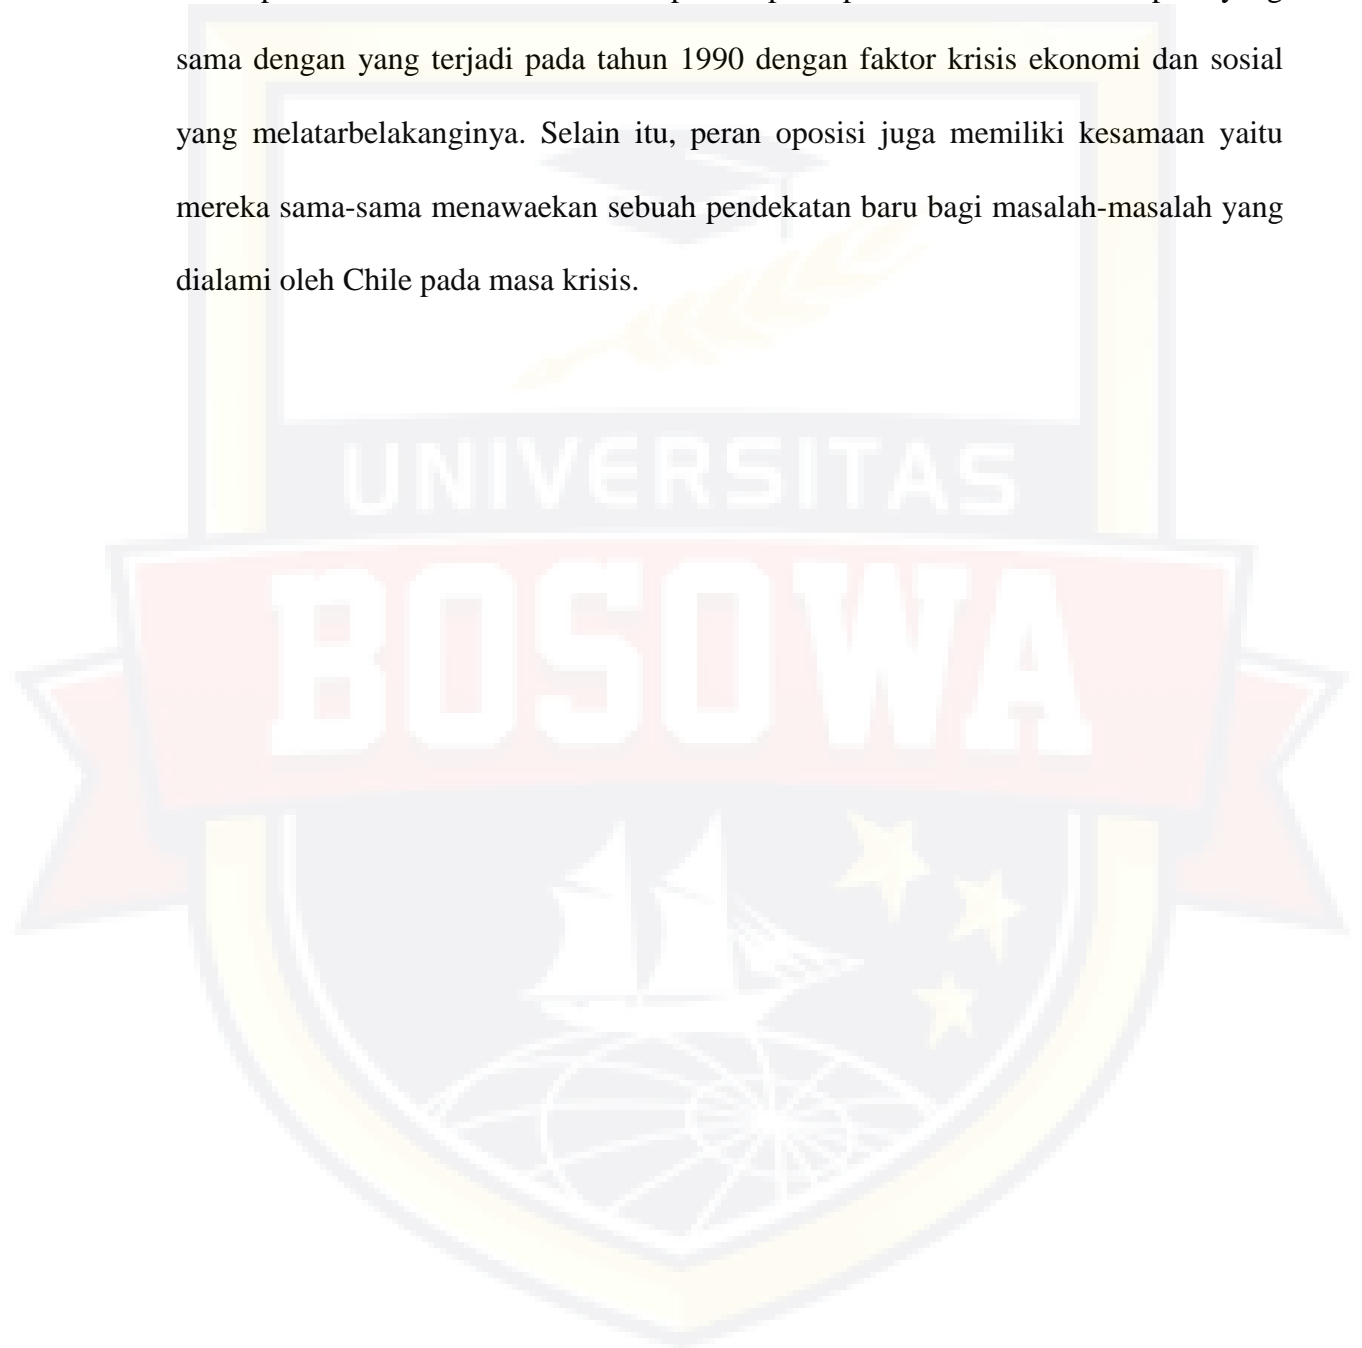 sama dengan yang terjadi pada tahun 1990 dengan faktor krisis ekonomi dan sosial
yang melatarbelakanginya. Selain itu, peran oposisi juga memiliki kesamaan yaitu
mereka sama-sama menawaekan sebuah pendekatan baru bagi masalah-masalah yang
dialami oleh Chile pada masa krisis.
UNIVERSITAS
BOSOWA